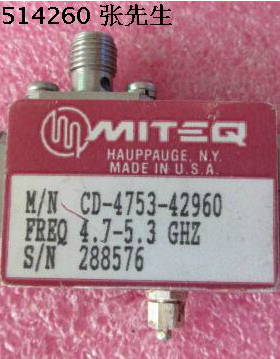 514260 张先生
MITEQ
HAUPPAUGE, N.Y.
MADE IN U.S.A.
M/N CD-4753-42960
FREQ 4.7-5.3 GHZ
S/N 288576